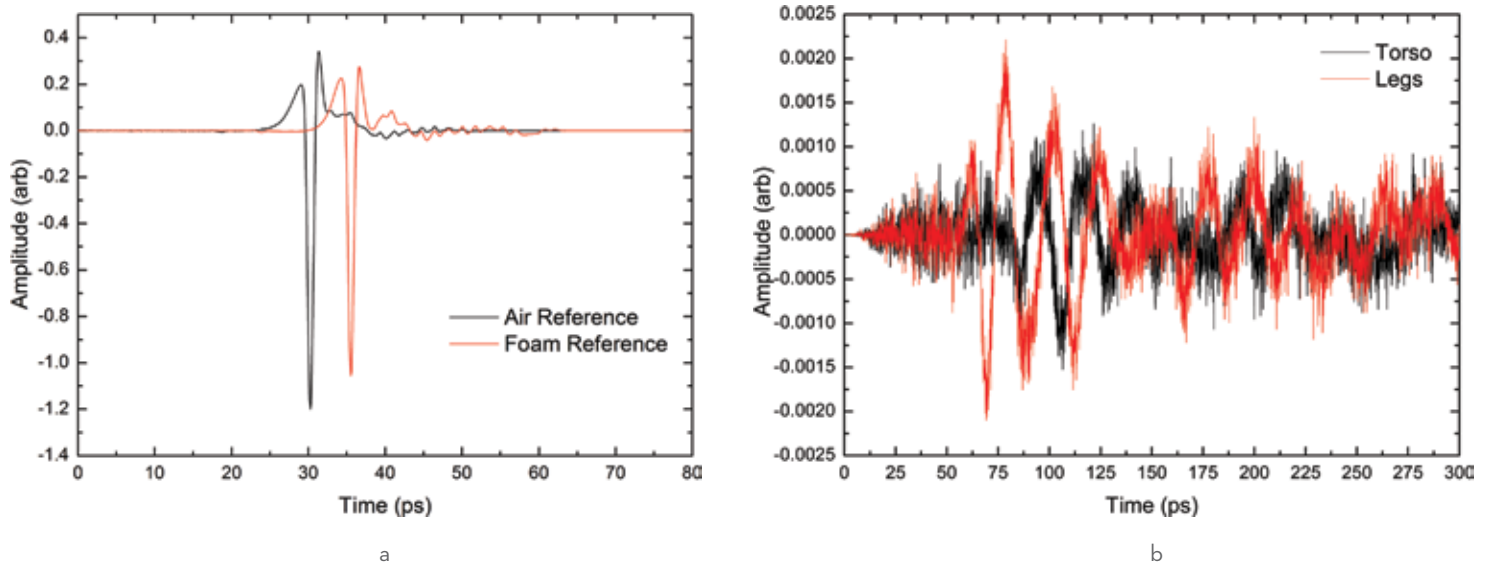 0.4
0.2
0.0
-0.2
-0.4
-0.6
-0.8
-1.0
-1.2
-1.4
Amplitude (arb)
Air Reference
Foam Reference
0 10 20 30 40 50 60 70 80
Time (ps)
a
0.0025
0.0020
0.0015
0.0010
0.0005
0.0000
-0.0005
-0.0010
-0.0015
-0.0020
-0.0025
Amplitude (arb)
Torso
Legs
0 25 50 75 100 125 150 175 200 225 250 275 300
Time (ps)
b